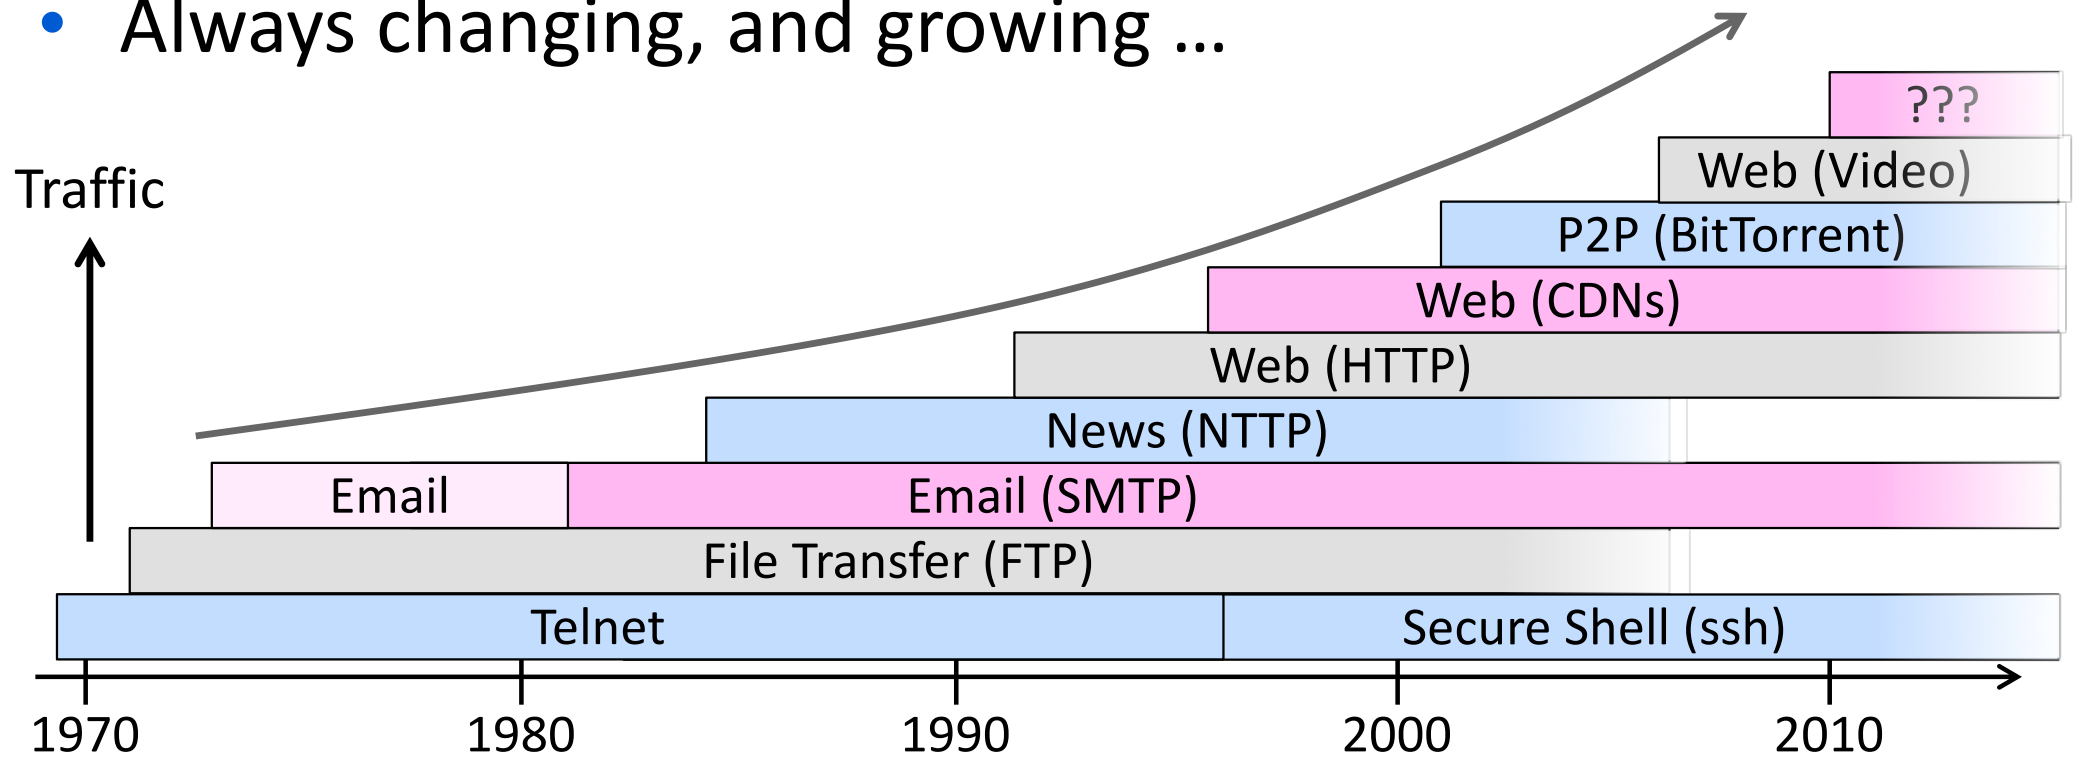 • Always changing, and growing …
???
Web (Video)
Traffic
P2P (BitTorrent)
Web (CDNs)
Web (HTTP)
News (NTTP)
Email Email (SMTP)
File Transfer (FTP)
Telnet Secure Shell (ssh)
1970 1980 1990 2000 2010